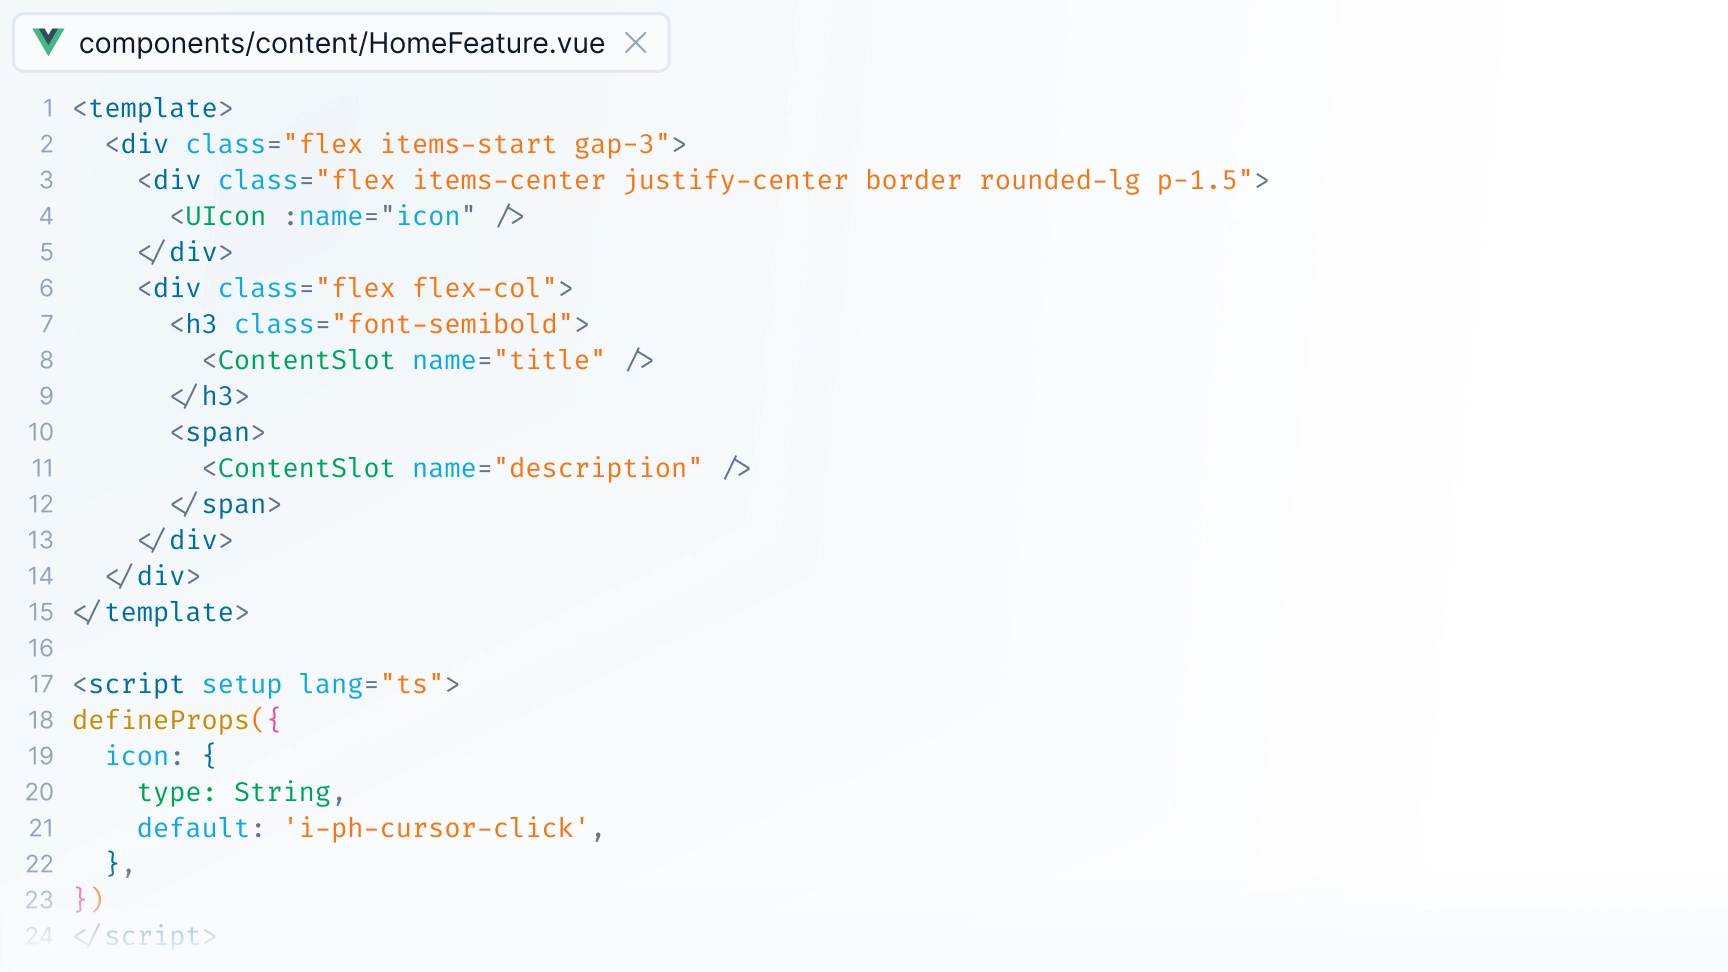 components/content/HomeFeature.vue
1 <template>
2   <div class="flex items-start gap-3">
3     <div class="flex items-center justify-center border rounded-lg p-1.5">
4       <UIcon :name="icon" />
5     </div>
6     <div class="flex flex-col">
7       <h3 class="font-semibold">
8         <ContentSlot name="title" />
9       </h3>
10       <span>
11         <ContentSlot name="description" />
12       </span>
13     </div>
14   </div>
15 </template>
16
17 <script setup lang="ts">
18 defineProps({
19   icon: {
20     type: String,
21     default: 'i-ph-cursor-click',
22   },
23 })
24 </script>